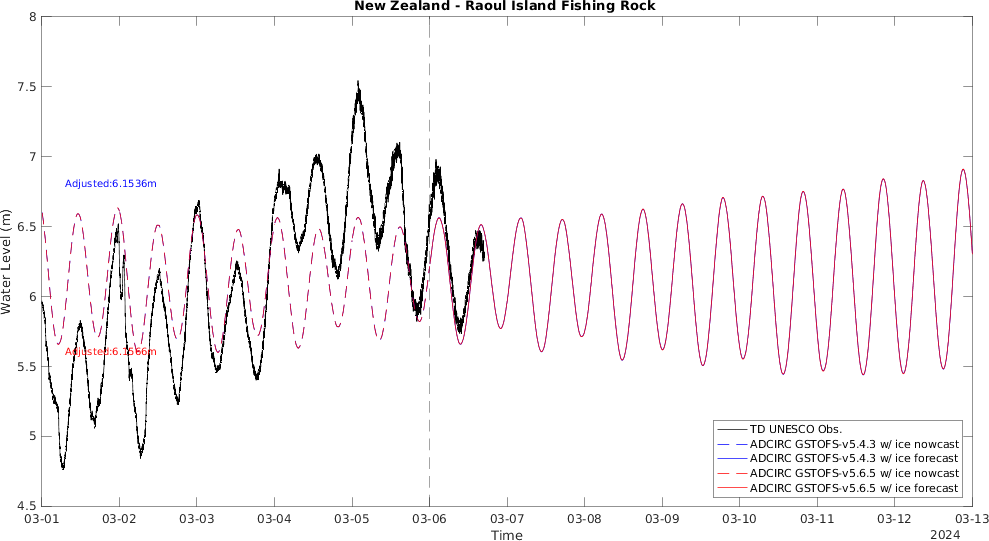 New Zealand - Raoul Island Fishing Rock
8
7.5
7
6.5
6
5.5
5
4.5
Water Level (m)
Adjusted:6.1536m
Adjusted:6.1566m
TD UNESCO Obs.
ADCIRC GSTOFS-v5.4.3 w/ ice nowcast
ADCIRC GSTOFS-v5.4.3 w/ ice forecast
ADCIRC GSTOFS-v5.6.5 w/ ice nowcast
ADCIRC GSTOFS-v5.6.5 w/ ice forecast
03-01 03-02 03-03 03-04 03-05 03-06 03-07 03-08 03-09 03-10 03-11 03-12 03-13
Time
2024